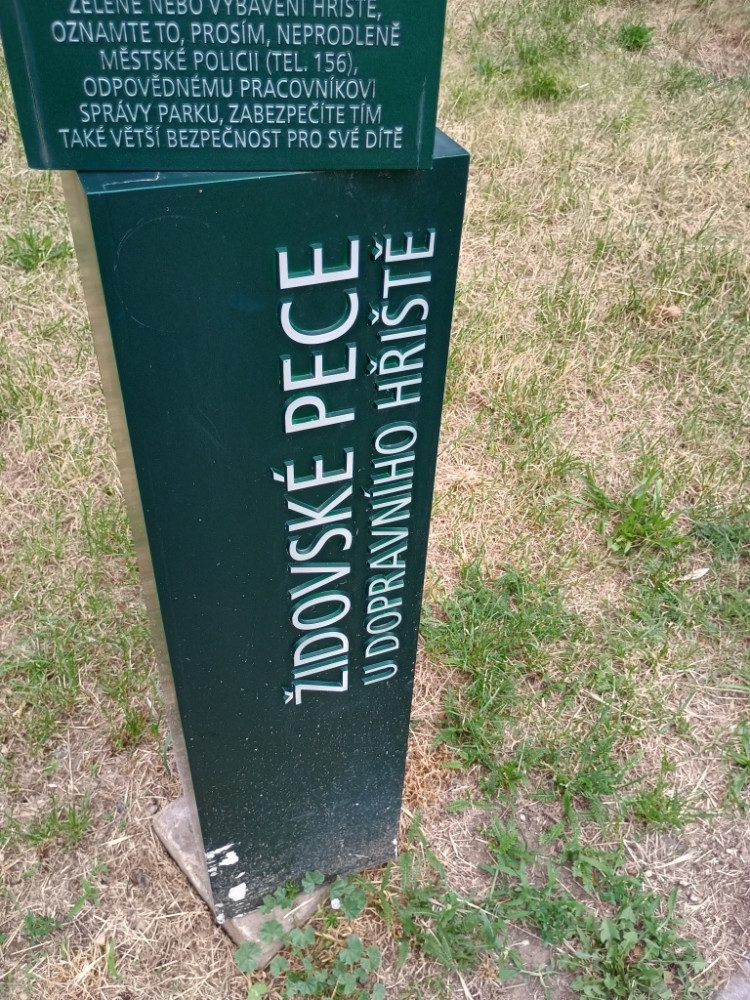 ZELENĚ NEBO VYBAVENÍ HŘIŠTĚ,
OZNAMTE TO, PROSÍM, NEPRODLENĚ
MĚSTSKÉ POLICII (TEL. 156),
ODPOVĚDNÉMU PRACOVNÍKOVI
SPRÁVY PARKU, ZABEZPEČÍTE TÍM
TAKÉ VĚTŠÍ BEZPEČNOST PRO SVÉ DÍTĚ
ŽIDOVSKÉ PECE
U DOPRAVNÍHO HŘIŠTĚ